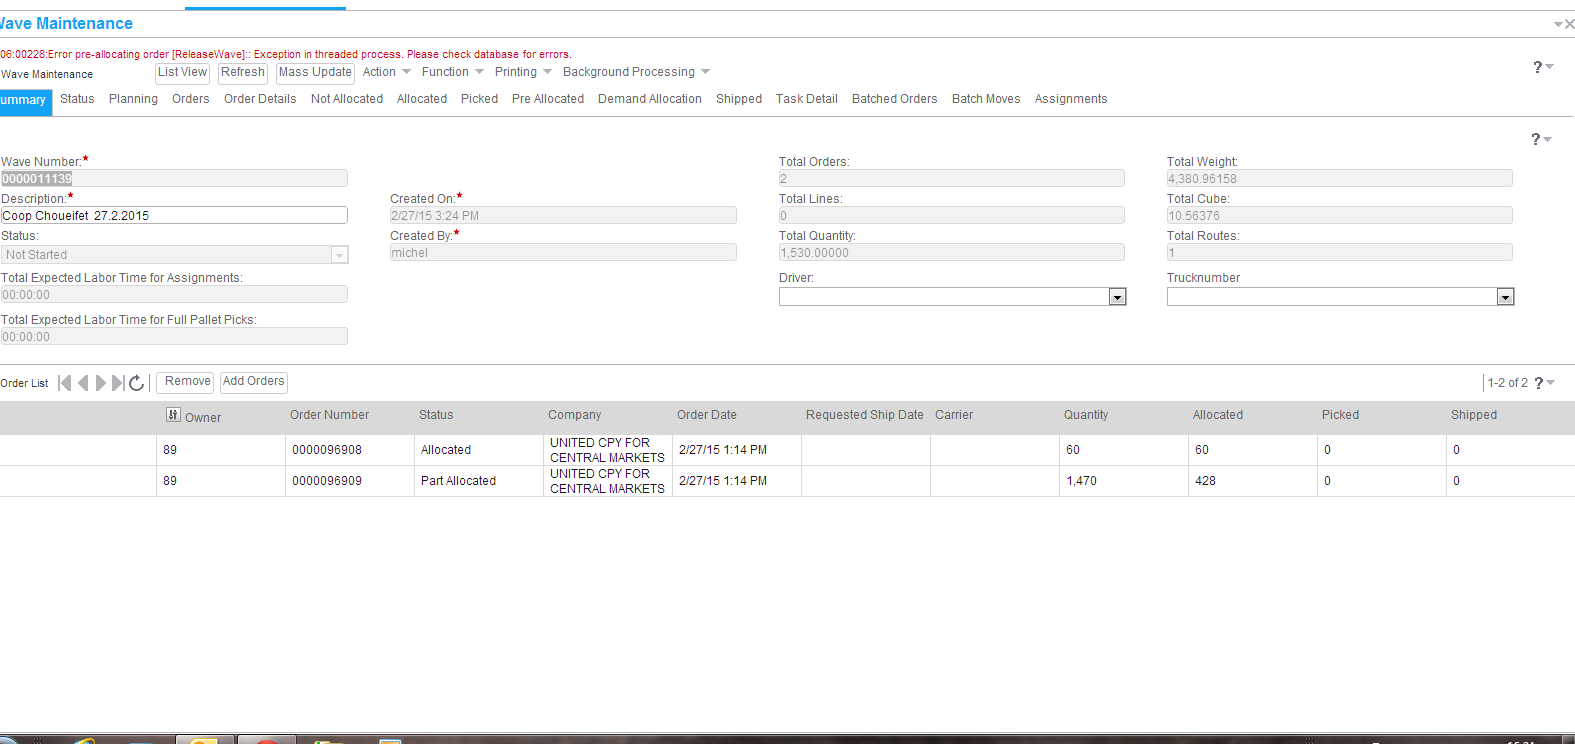 Wave Maintenance
06:00228:Error pre-allocating order [ReleaseWave]:: Exception in threaded process. Please check database for errors.
Wave Maintenance List View Refresh Mass Update Action Function Printing Background Processing ?
ummary Status Planning Orders Order Details Not Allocated Allocated Picked Pre Allocated Demand Allocation Shipped Task Detail Batched Orders Batch Moves Assignments
?
Wave Number:* Total Orders: Total Weight:
0000011139 2 4,380.96158
Description:* Created On:* Total Lines: Total Cube:
Coop Choueifet 27.2.2015 2/27/15 3:24 PM 0 10.56376
Status: Created By:* Total Quantity: Total Routes:
Not Started michel 1,530.00000 1
Total Expected Labor Time for Assignments: Driver: Trucknumber
00:00:00
Total Expected Labor Time for Full Pallet Picks:
00:00:00
Order List Remove Add Orders 1-2 of 2 ?
Owner Order Number Status Company Order Date Requested Ship Date Carrier Quantity Allocated Picked Shipped
89 0000096908 Allocated UNITED CPY FOR CENTRAL MARKETS 2/27/15 1:14 PM 60 60 0 0
89 0000096909 Part Allocated UNITED CPY FOR CENTRAL MARKETS 2/27/15 1:14 PM 1,470 428 0 0